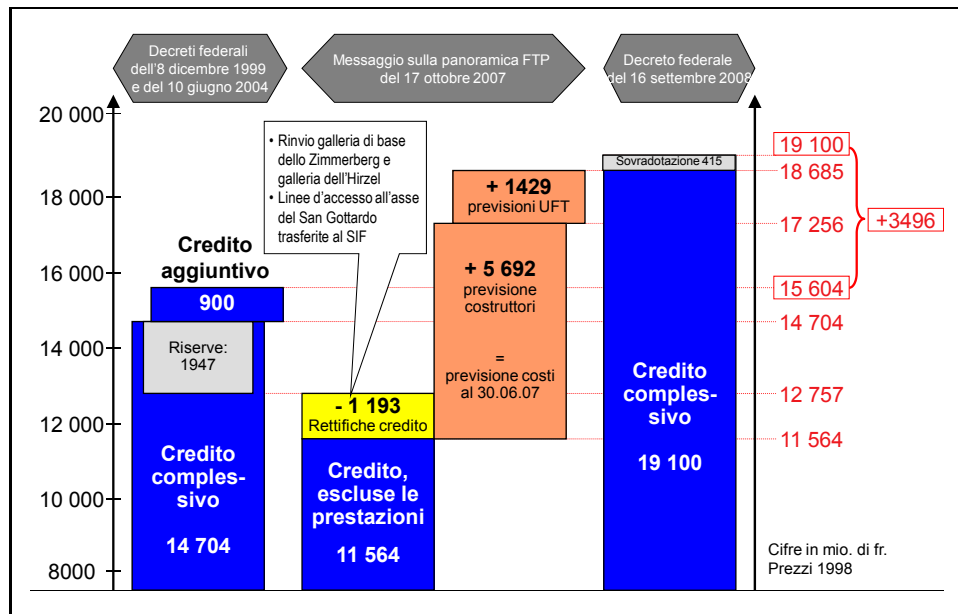 Decreti federali
dell'8 dicembre 1999
e del 10 giugno 2004
Messaggio sulla panoramica FTP
del 17 ottobre 2007
Decreto federale
del 16 settembre 2008
20 000
18 000
16 000
14 000
12 000
10 000
8000
Credito
aggiuntivo
900
Riserve:
1947
Credito
comples-
sivo
14 704
• Rinvio galleria di base
dello Zimmerberg e
galleria dell'Hirzel
• Linee d'accesso all'asse
del San Gottardo
trasferite al SIF
- 1 193
Rettifiche credito
Credito,
escluse le
prestazioni
11 564
+ 1429
previsioni UFT
+ 5 692
previsione
costruttori
=
previsione costi
al 30.06.07
Sovradotazione 415
Credito
comples-
sivo
19 100
19 100
18 685
17 256
15 604
14 704
12 757
11 564
+3496
Cifre in mio. di fr.
Prezzi 1998